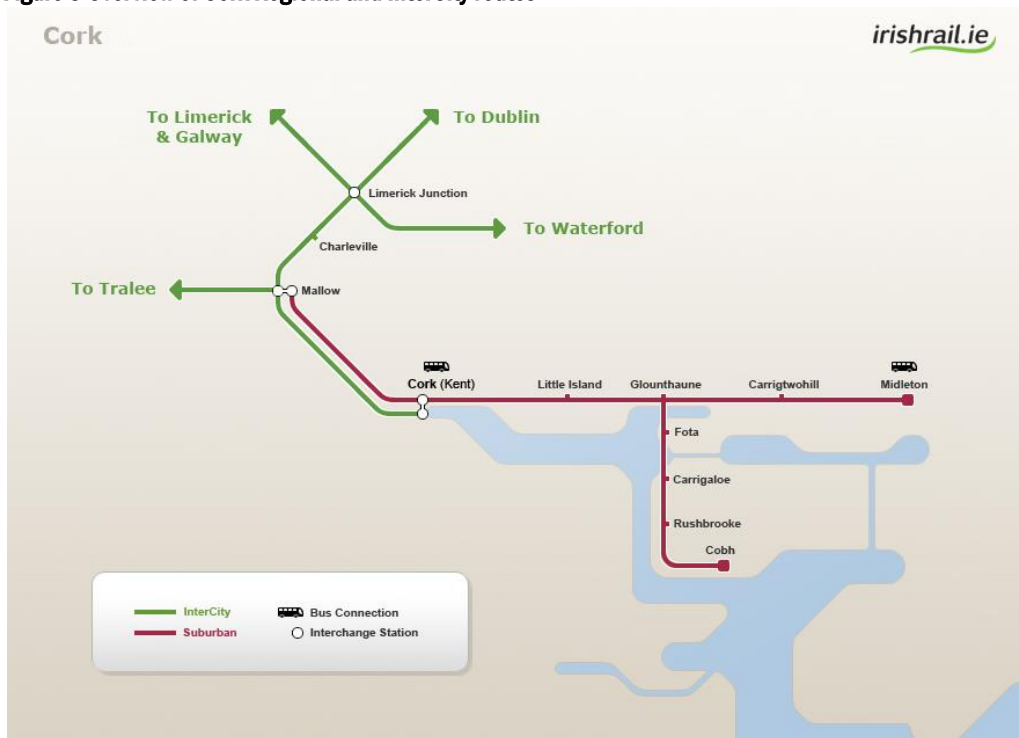 Cork
irishrail.ie
To Limerick
& Galway
To Dublin
Limerick Junction
To Waterford
Charleville
To Tralee
Mallow
Cork (Kent)
Little Island
Glounthaune
Carrigtwohill
Midleton
Fota
Carrigaloe
Rushbrooke
Cobh
InterCity
Bus Connection
Suburban
Interchange Station